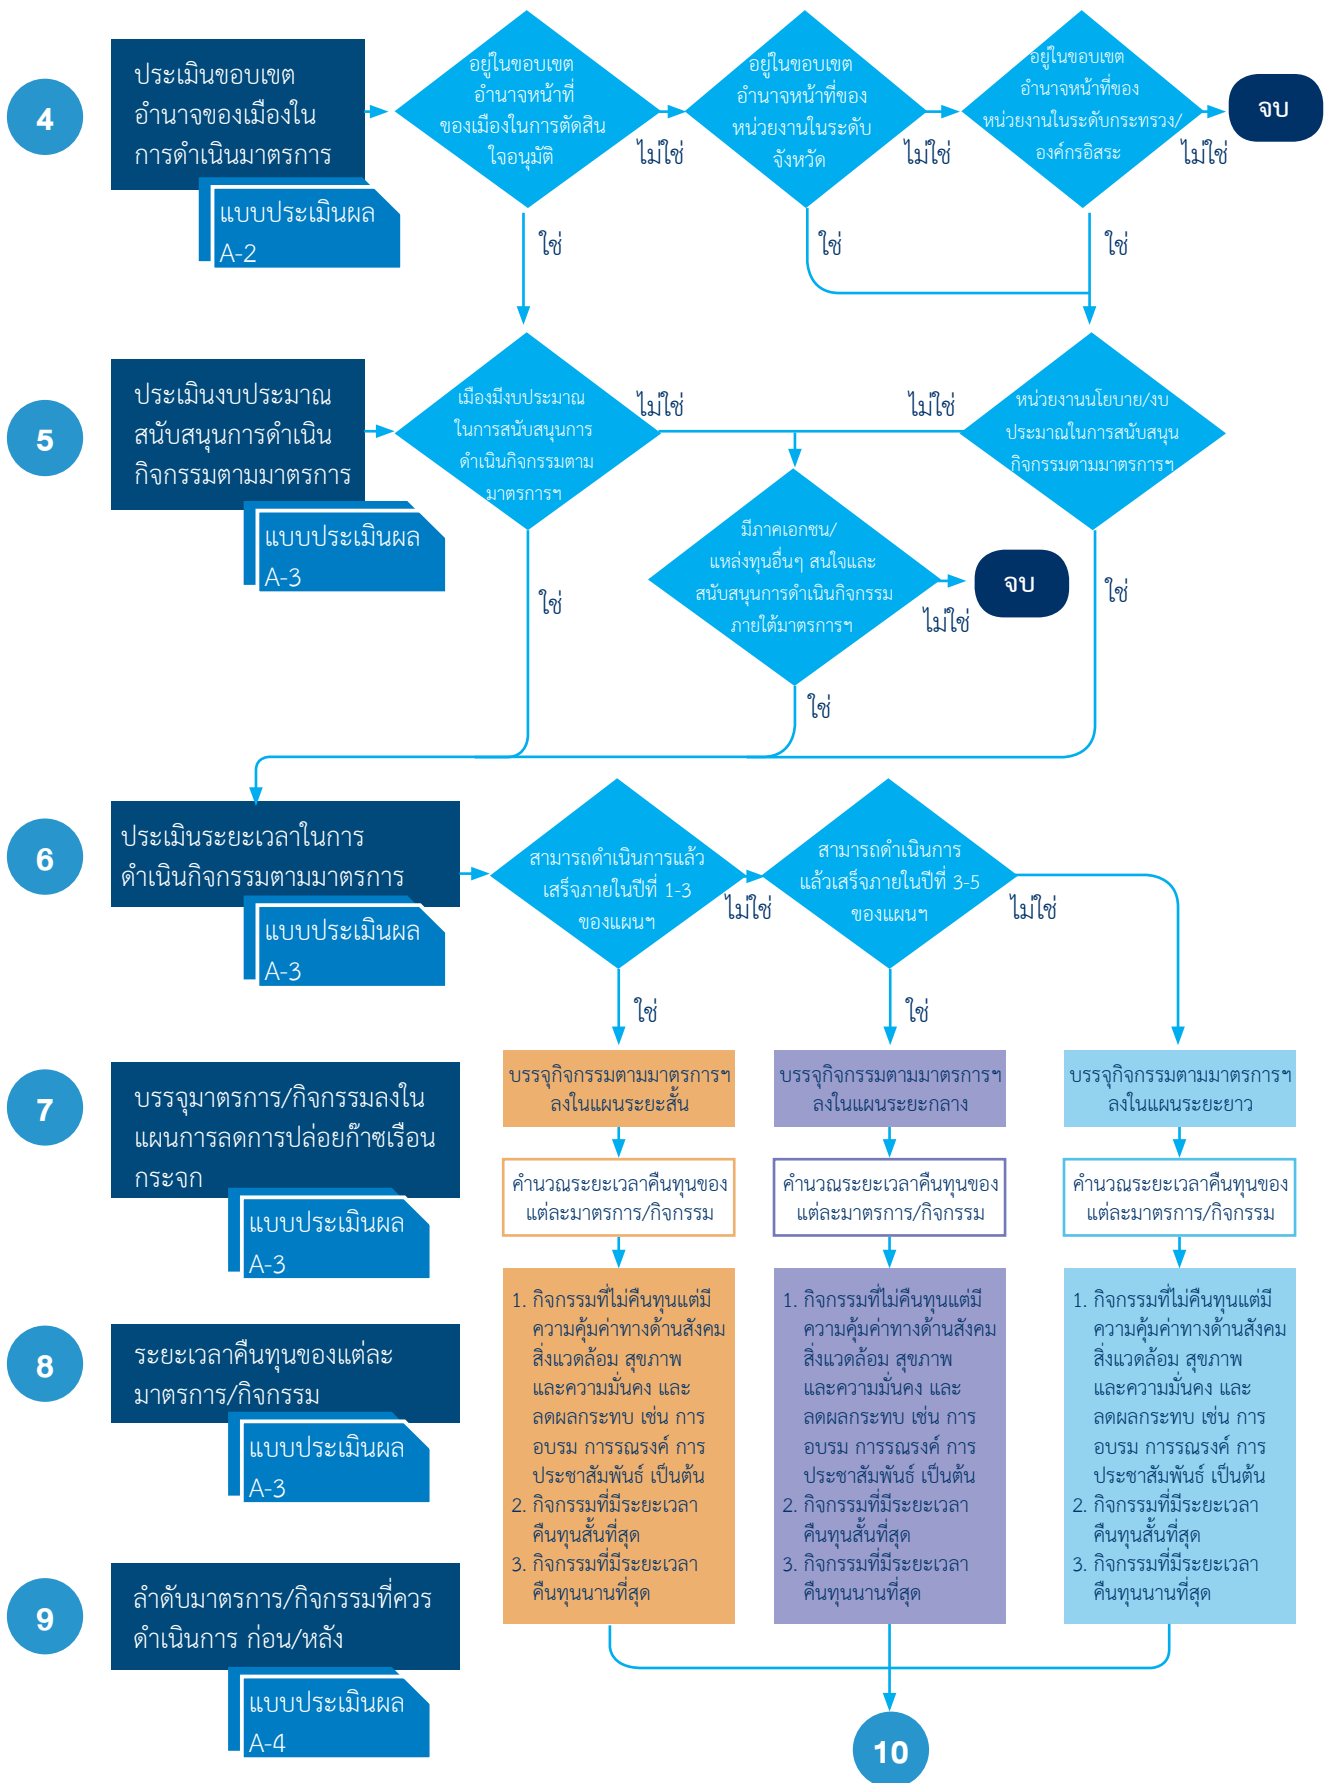 4
ประเมินขอบเขต
อำนาจของเมืองใน
การดำเนินมาตรการ
แบบประเมินผล
A-2
อยู่ในขอบเขต
อำนาจหน้าที่
ของเมืองในการตัดสิน
ใจอนุมัติ
ไม่ใช่
ใช่
อยู่ในขอบเขต
อำนาจหน้าที่ของ
หน่วยงานในระดับ
จังหวัด
ไม่ใช่
ใช่
อยู่ในขอบเขต
อำนาจหน้าที่ของ
หน่วยงานในระดับกระทรวง/
องค์กรอิสระ
ไม่ใช่
ใช่
จบ
5
ประเมินงบประมาณ
สนับสนุนการดำเนิน
กิจกรรมตามมาตรการ
แบบประเมินผล
A-3
เมืองมีงบประมาณ
ในการสนับสนุนการ
ดำเนินกิจกรรมตาม
มาตรการฯ
ไม่ใช่
ใช่
ไม่ใช่
หน่วยงานนโยบาย/งบ
ประมาณในการสนับสนุน
กิจกรรมตามมาตรการฯ
ใช่
มีภาคเอกชน/
แหล่งทุนอื่นๆ สนใจและ
สนับสนุนการดำเนินกิจกรรม
ภายใต้มาตรการฯ
ไม่ใช่
ใช่
จบ
6
ประเมินระยะเวลาในการ
ดำเนินกิจกรรมตามมาตรการ
แบบประเมินผล
A-3
สามารถดำเนินการแล้ว
เสร็จภายในปีที่ 1-3
ของแผนฯ
ไม่ใช่
ใช่
สามารถดำเนินการ
แล้วเสร็จภายในปีที่ 3-5
ของแผนฯ
ไม่ใช่
ใช่
7
บรรจุมาตรการ/กิจกรรมลงใน
แผนการลดการปล่อยก๊าซเรือน
กระจก
แบบประเมินผล
A-3
บรรจุกิจกรรมตามมาตรการฯ
ลงในแผนระยะสั้น
บรรจุกิจกรรมตามมาตรการฯ
ลงในแผนระยะกลาง
บรรจุกิจกรรมตามมาตรการฯ
ลงในแผนระยะยาว
คำนวณระยะเวลาคืนทุนของ
แต่ละมาตรการ/กิจกรรม
คำนวณระยะเวลาคืนทุนของ
แต่ละมาตรการ/กิจกรรม
คำนวณระยะเวลาคืนทุนของ
แต่ละมาตรการ/กิจกรรม
8
ระยะเวลาคืนทุนของแต่ละ
มาตรการ/กิจกรรม
แบบประเมินผล
A-3
1. กิจกรรมที่ไม่คืนทุนแต่มี
ความคุ้มค่าทางด้านสังคม
สิ่งแวดล้อม สุขภาพ
และความมั่นคง และ
ลดผลกระทบ เช่น การ
อบรม การรณรงค์ การ
ประชาสัมพันธ์ เป็นต้น
2. กิจกรรมที่มีระยะเวลา
คืนทุนสั้นที่สุด
3. กิจกรรมที่มีระยะเวลา
คืนทุนนานที่สุด
1. กิจกรรมที่ไม่คืนทุนแต่มี
ความคุ้มค่าทางด้านสังคม
สิ่งแวดล้อม สุขภาพ
และความมั่นคง และ
ลดผลกระทบ เช่น การ
อบรม การรณรงค์ การ
ประชาสัมพันธ์ เป็นต้น
2. กิจกรรมที่มีระยะเวลา
คืนทุนสั้นที่สุด
3. กิจกรรมที่มีระยะเวลา
คืนทุนนานที่สุด
1. กิจกรรมที่ไม่คืนทุนแต่มี
ความคุ้มค่าทางด้านสังคม
สิ่งแวดล้อม สุขภาพ
และความมั่นคง และ
ลดผลกระทบ เช่น การ
อบรม การรณรงค์ การ
ประชาสัมพันธ์ เป็นต้น
2. กิจกรรมที่มีระยะเวลา
คืนทุนสั้นที่สุด
3. กิจกรรมที่มีระยะเวลา
คืนทุนนานที่สุด
9
ลำดับมาตรการ/กิจกรรมที่ควร
ดำเนินการ ก่อน/หลัง
แบบประเมินผล
A-4
10